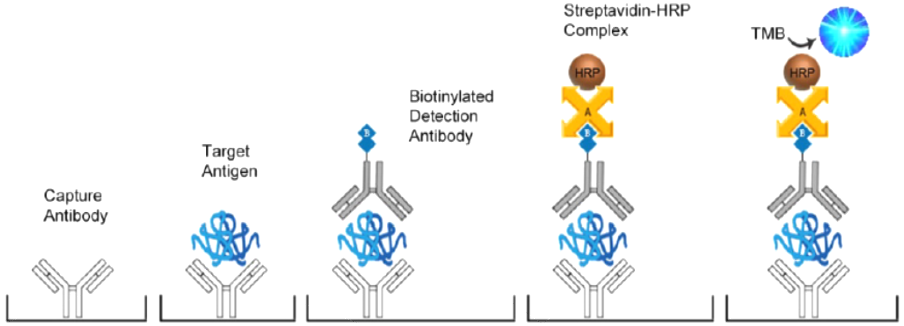 Capture
Antibody
Target
Antigen
B
Biotinylated
Detection
Antibody
Streptavidin-HRP
Complex
HRP
A
B
TMB
HRP
A
B